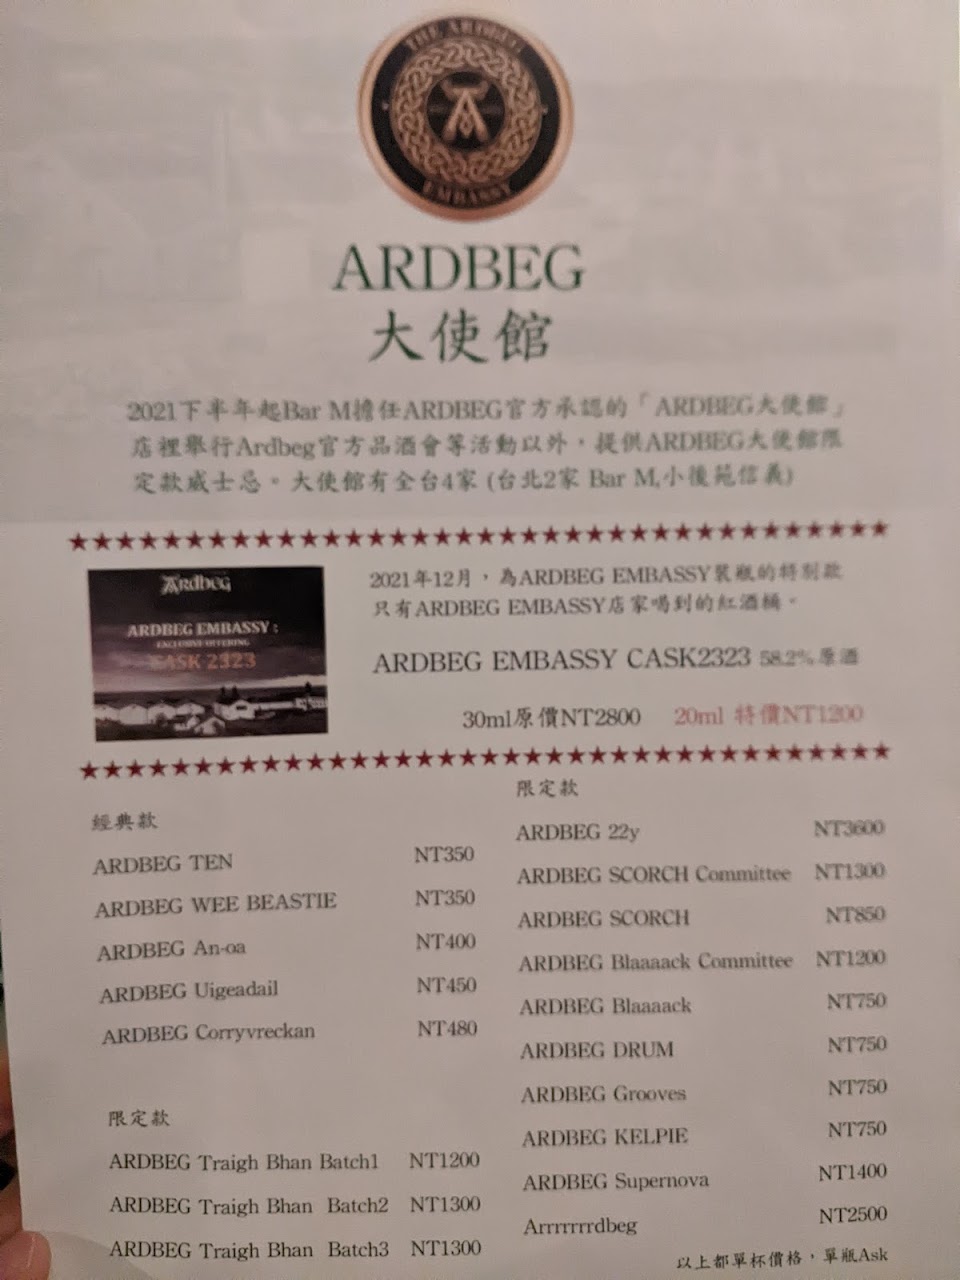 THE ARDBEG
EMBASSY
ARDBEG
大使館
2021下半年起Bar M擔任ARDBEG官方承認的「ARDBEG大使館」
店裡舉行Ardbeg官方品酒會等活動以外，提供ARDBEG大使館限
定款威士忌。大使館有全台4家 (台北2家 Bar M,小後苑信義)
★★★★★★★★★★★★★★★★★★★★★★★★★★★★★★★★★★★★
ARDBEG
ARDBEG EMBASSY :
EXCLUSIVE OFFERING
CASK 2323
2021年12月，為ARDBEG EMBASSY裝瓶的特別款
只有ARDBEG EMBASSY店家喝到的紅酒桶。
ARDBEG EMBASSY CASK2323 58.2%原酒
30ml原價NT2800 20ml 特價NT1200
★★★★★★★★★★★★★★★★★★★★★★★★★★★★★★★★★★★★
經典款
ARDBEG TEN NT350
ARDBEG WEE BEASTIE NT350
ARDBEG An-oa NT400
ARDBEG Uigeadail NT450
ARDBEG Corryvreckan NT480
限定款
ARDBEG Traigh Bhan Batch1 NT1200
ARDBEG Traigh Bhan Batch2 NT1300
ARDBEG Traigh Bhan Batch3 NT1300
限定款
ARDBEG 22y NT3600
ARDBEG SCORCH Committee NT1300
ARDBEG SCORCH NT850
ARDBEG Blaaaack Committee NT1200
ARDBEG Blaaaack NT750
ARDBEG DRUM NT750
ARDBEG Grooves NT750
ARDBEG KELPIE NT750
ARDBEG Supernova NT1400
Arrrrrrrdbeg NT2500
以上都單杯價格，單瓶Ask